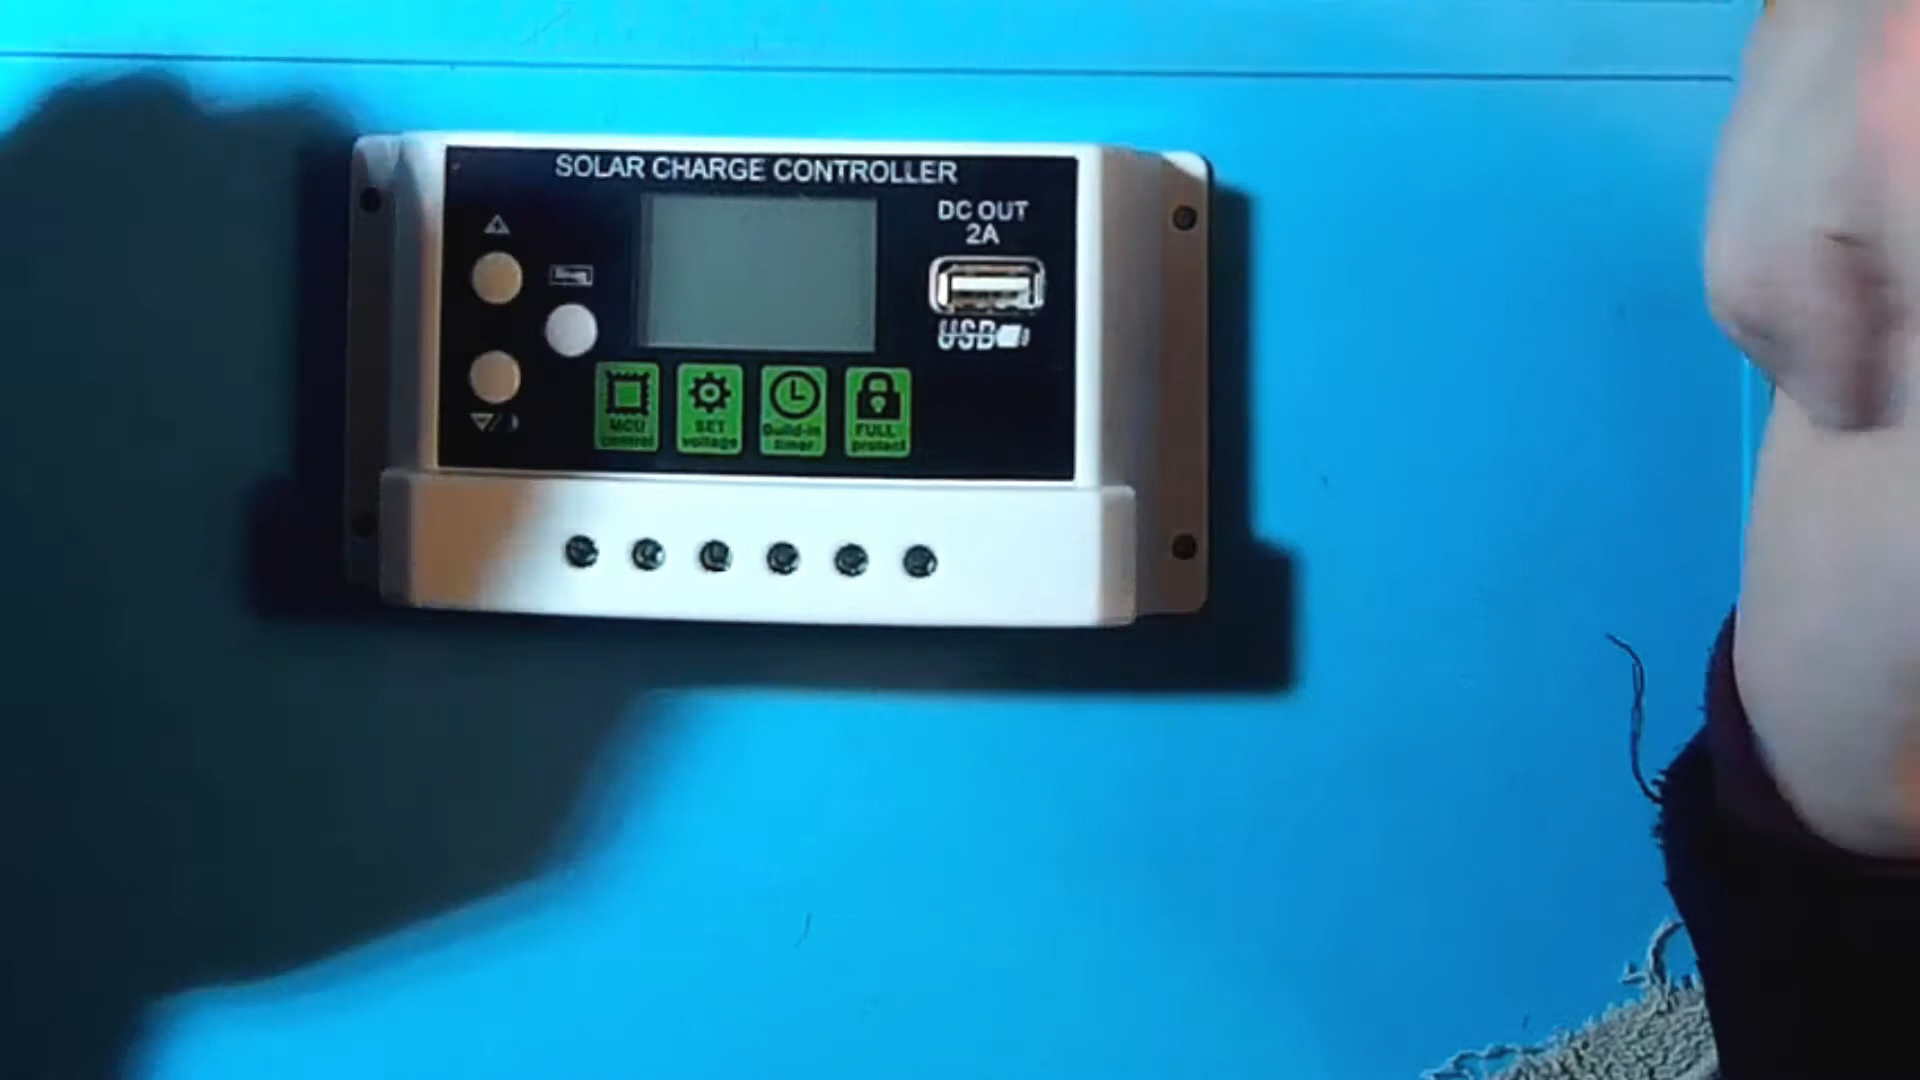 SOLAR CHARGE CONTROLLER
DC OUT
2A
USB
MCU
control
SET
voltage
Build-in
timer
FULL
protect